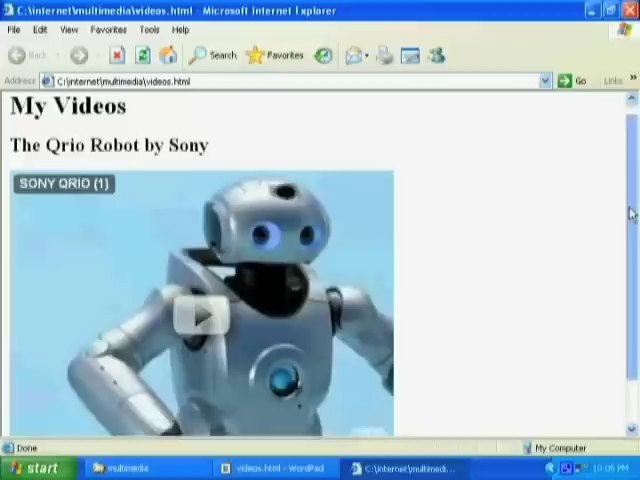 C:\internet\multimedia\videos.html - Microsoft Internet Explorer
File Edit View Favorites Tools Help
Back Search Favorites
Address C:\internet\multimedia\videos.html Go Links »
My Videos
The Qrio Robot by Sony
SONY QRIO (1)
Done My Computer
start multimedia videos.html - WordPad C:\internet\multimedi... 10:05 PM